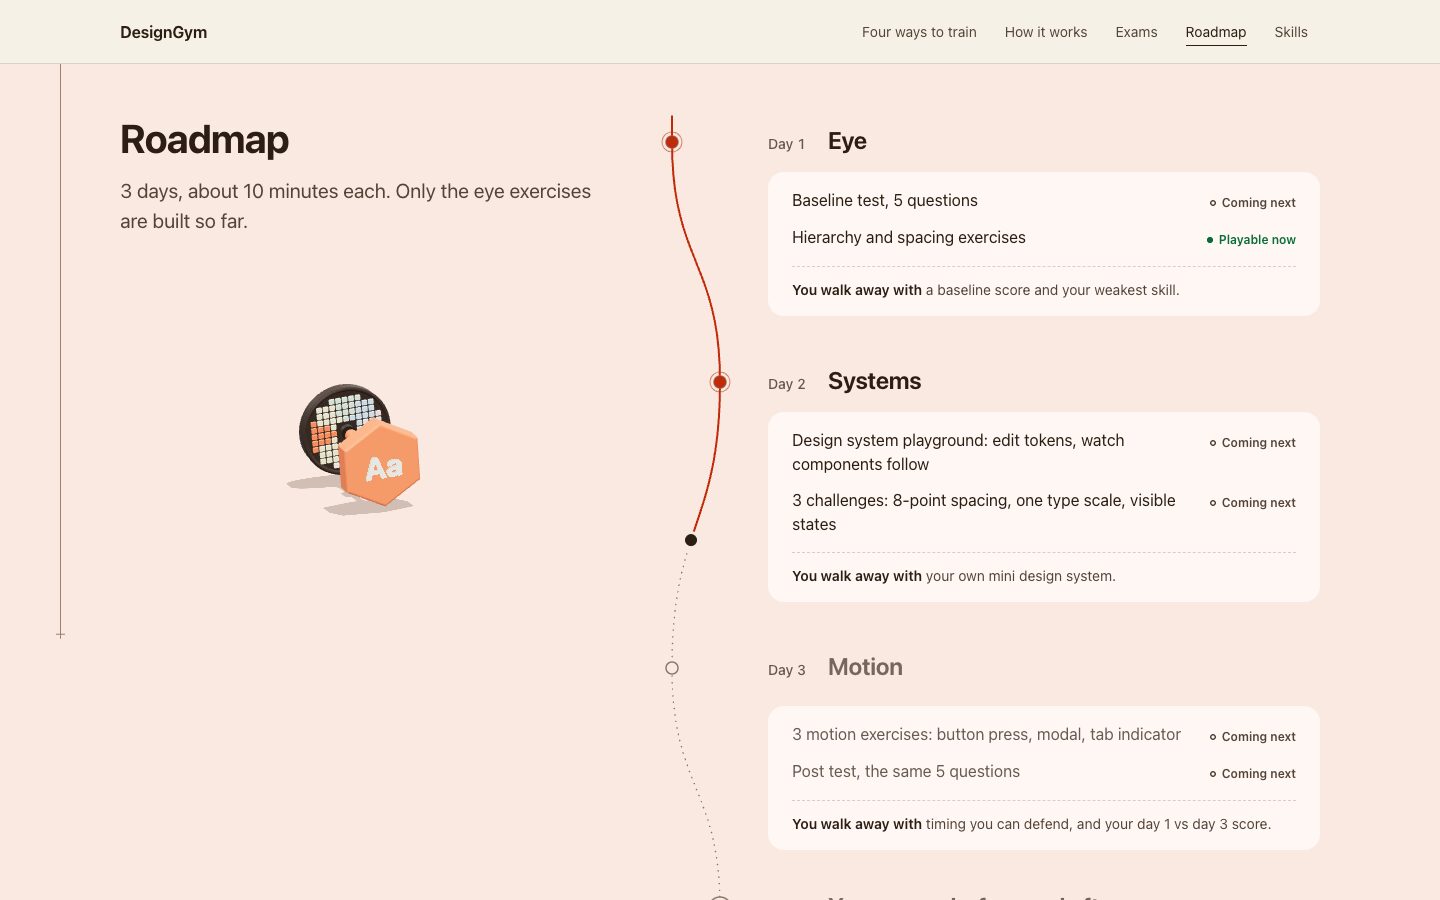 DesignGym
Four ways to train
How it works
Exams
Roadmap
Skills
Roadmap
3 days, about 10 minutes each. Only the eye exercises
are built so far.
Aa
Day 1 Eye
Baseline test, 5 questions
Coming next
Hierarchy and spacing exercises
Playable now
You walk away with a baseline score and your weakest skill.
Day 2 Systems
Design system playground: edit tokens, watch
components follow
Coming next
3 challenges: 8-point spacing, one type scale, visible
states
Coming next
You walk away with your own mini design system.
Day 3 Motion
3 motion exercises: button press, modal, tab indicator
Coming next
Post test, the same 5 questions
Coming next
You walk away with timing you can defend, and your day 1 vs day 3 score.